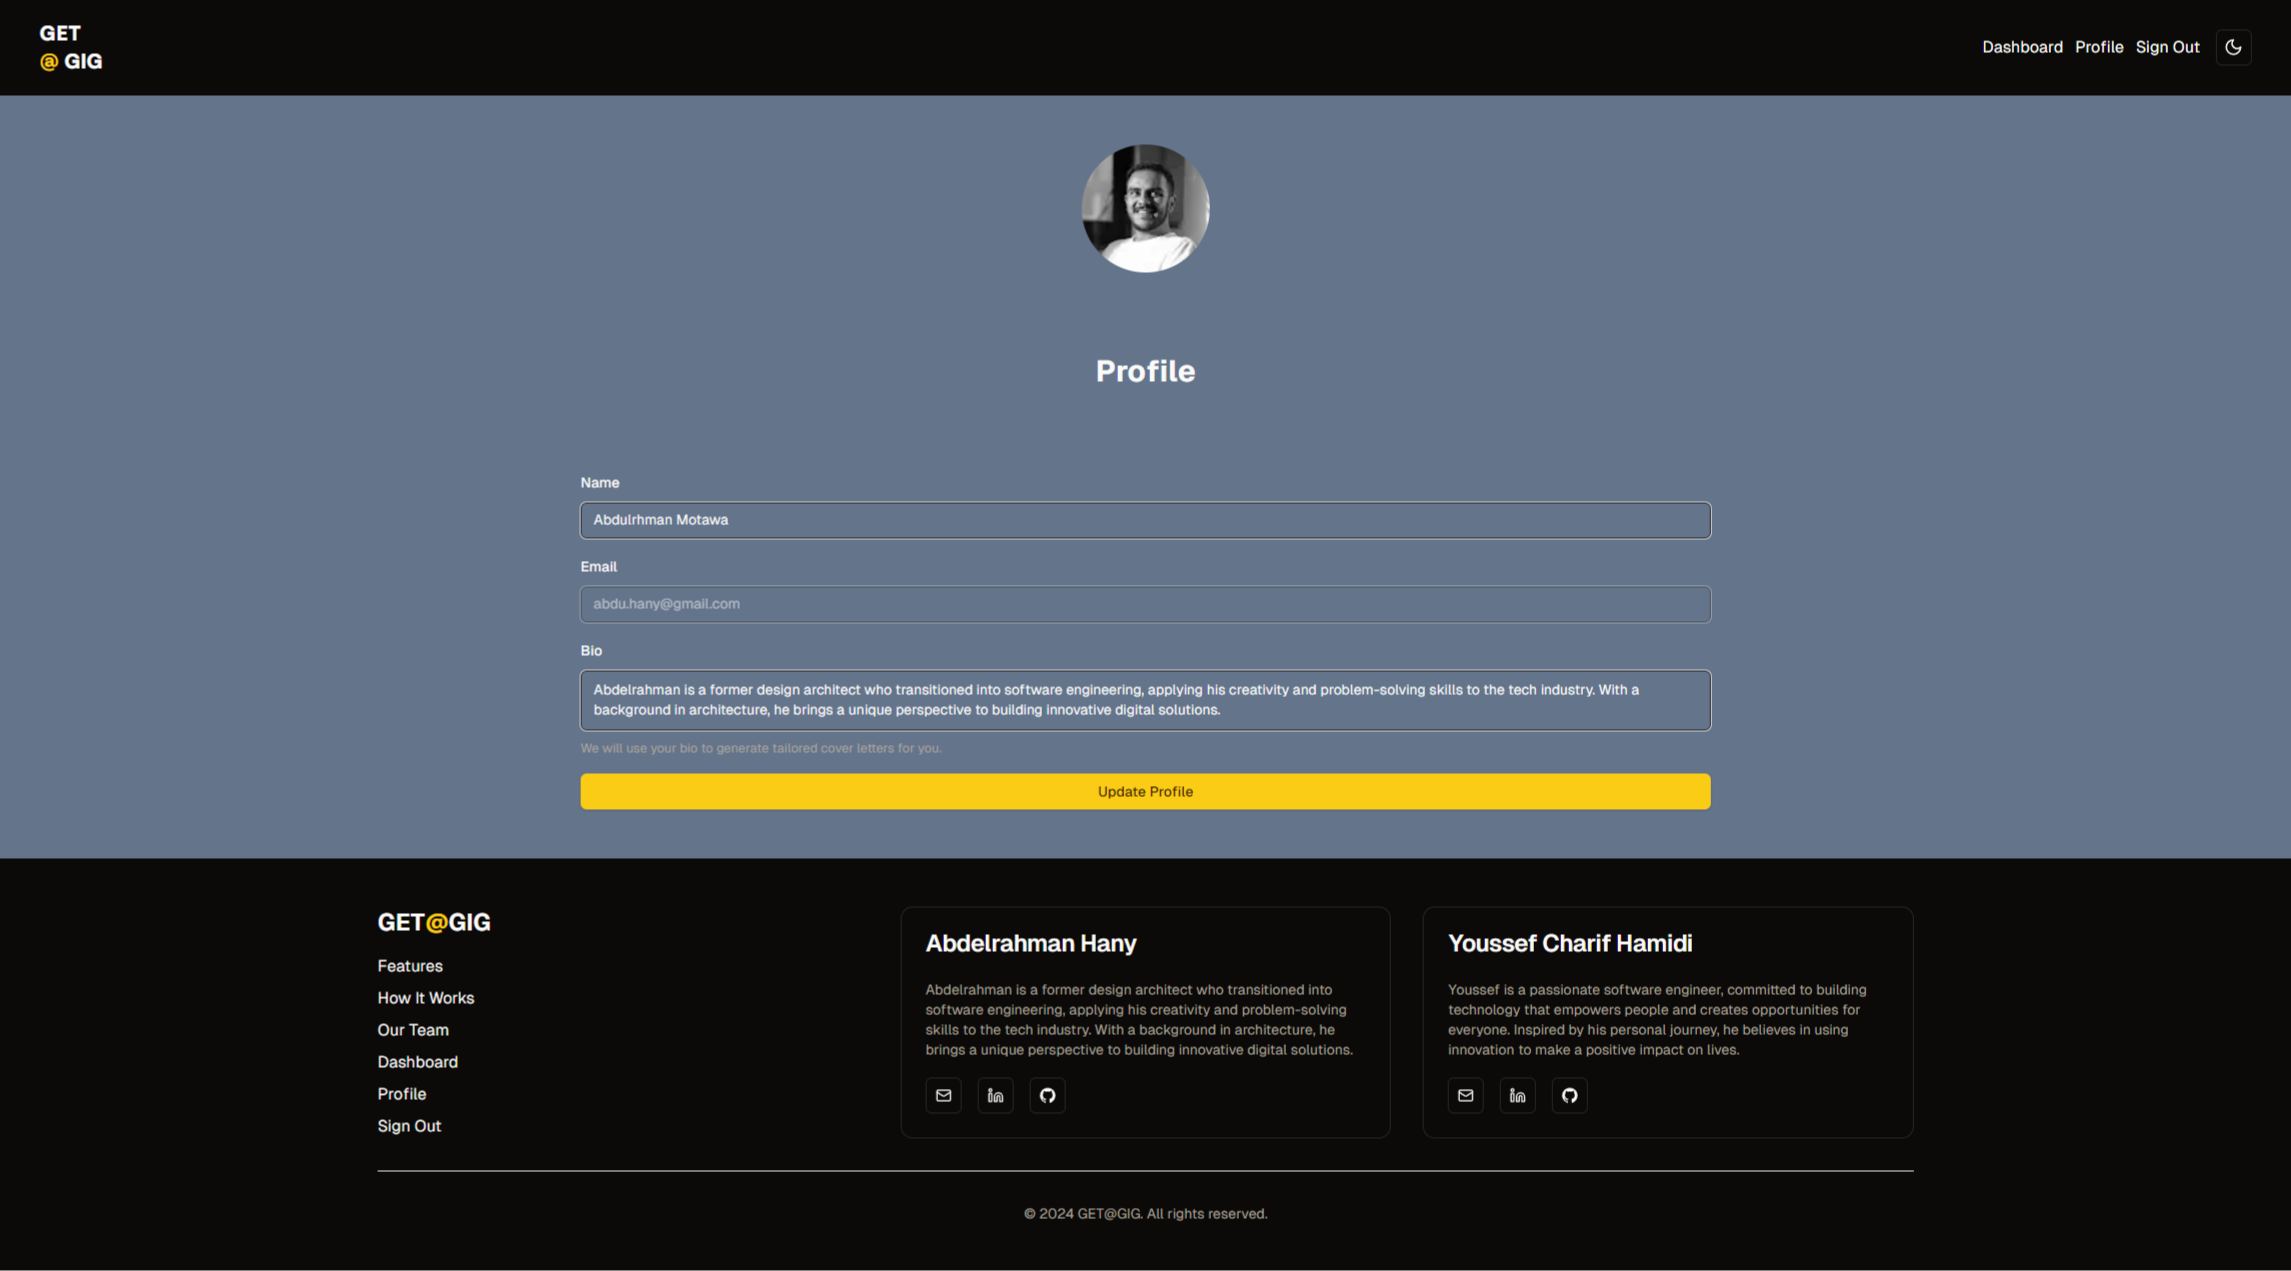 GET
@ GIG
Dashboard Profile Sign Out
Profile
Name
Abdulrhman Motawa
Email
abdu.hany@gmail.com
Bio
Abdelrahman is a former design architect who transitioned into software engineering, applying his creativity and problem-solving skills to the tech industry. With a
background in architecture, he brings a unique perspective to building innovative digital solutions.
We will use your bio to generate tailored cover letters for you.
Update Profile
GET@GIG
Features
How It Works
Our Team
Dashboard
Profile
Sign Out
Abdelrahman Hany
Abdelrahman is a former design architect who transitioned into
software engineering, applying his creativity and problem-solving
skills to the tech industry. With a background in architecture, he
brings a unique perspective to building innovative digital solutions.
Youssef Charif Hamidi
Youssef is a passionate software engineer, committed to building
technology that empowers people and creates opportunities for
everyone. Inspired by his personal journey, he believes in using
innovation to make a positive impact on lives.
© 2024 GET@GIG. All rights reserved.